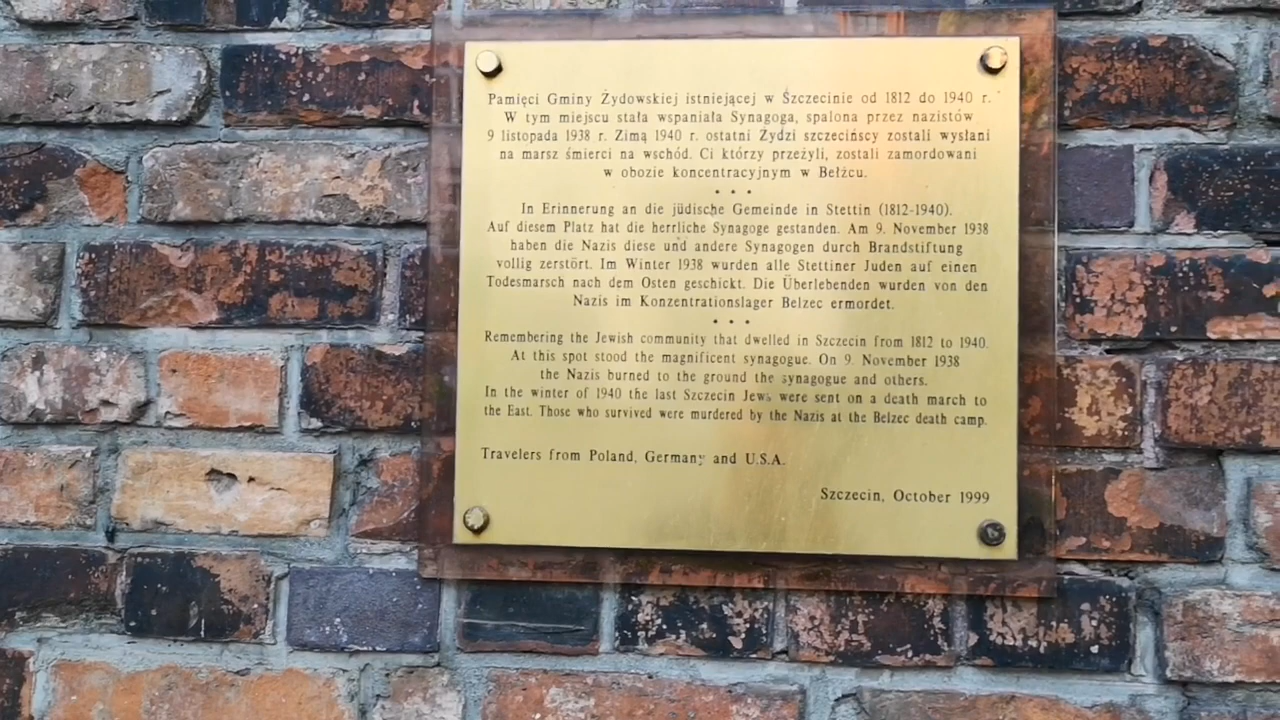 Pamięci Gminy Żydowskiej istniejącej w Szczecinie od 1812 do 1940 r.
W tym miejscu stała wspaniała Synagoga, spalona przez nazistów
9 listopada 1938 r. Zimą 1940 r. ostatni Żydzi szczecińscy zostali wysłani
na marsz śmierci na wschód. Ci którzy przeżyli, zostali zamordowani
w obozie koncentracyjnym w Bełżcu.
• • •
In Erinnerung an die jüdische Gemeinde in Stettin (1812-1940).
Auf diesem Platz hat die herrliche Synagoge gestanden. Am 9. November 1938
haben die Nazis diese und andere Synagogen durch Brandstiftung
vollig zerstört. Im Winter 1938 wurden alle Stettiner Juden auf einen
Todesmarsch nach dem Osten geschickt. Die Überlebenden wurden von den
Nazis im Konzentrationslager Belzec ermordet.
• • •
Remembering the Jewish community that dwelled in Szczecin from 1812 to 1940.
At this spot stood the magnificent synagogue. On 9. November 1938
the Nazis burned to the ground the synagogue and others.
In the winter of 1940 the last Szczecin Jews were sent on a death march to
the East. Those who survived were murdered by the Nazis at the Belzec death camp.
Travelers from Poland, Germany and U.S.A.
Szczecin, October 1999